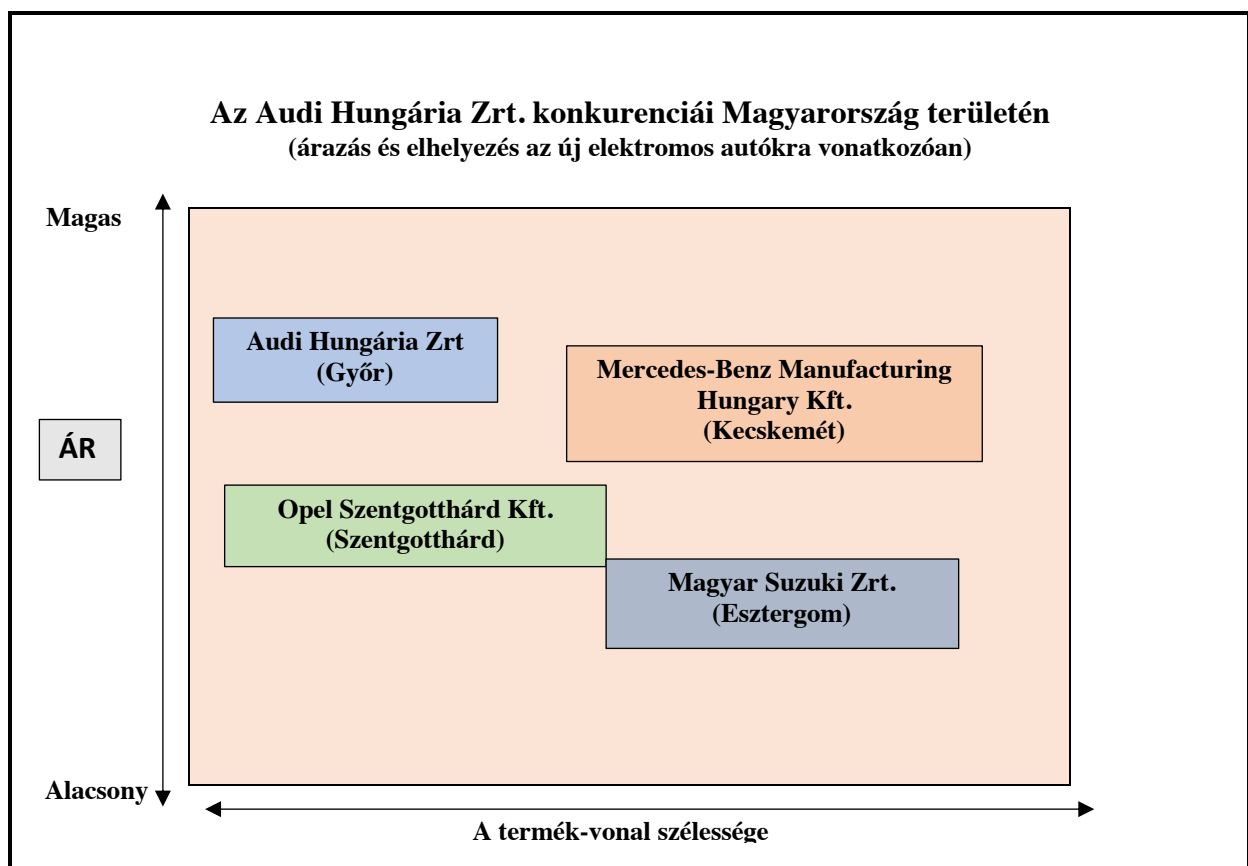 Az Audi Hungária Zrt. konkurenciái Magyarország területén
(árazás és elhelyezés az új elektromos autókra vonatkozóan)
Magas
Audi Hungária Zrt
(Győr)
Mercedes-Benz Manufacturing
Hungary Kft.
(Kecskemét)
ÁR
Opel Szentgotthárd Kft.
(Szentgotthárd)
Magyar Suzuki Zrt.
(Esztergom)
Alacsony
A termék-vonal szélessége